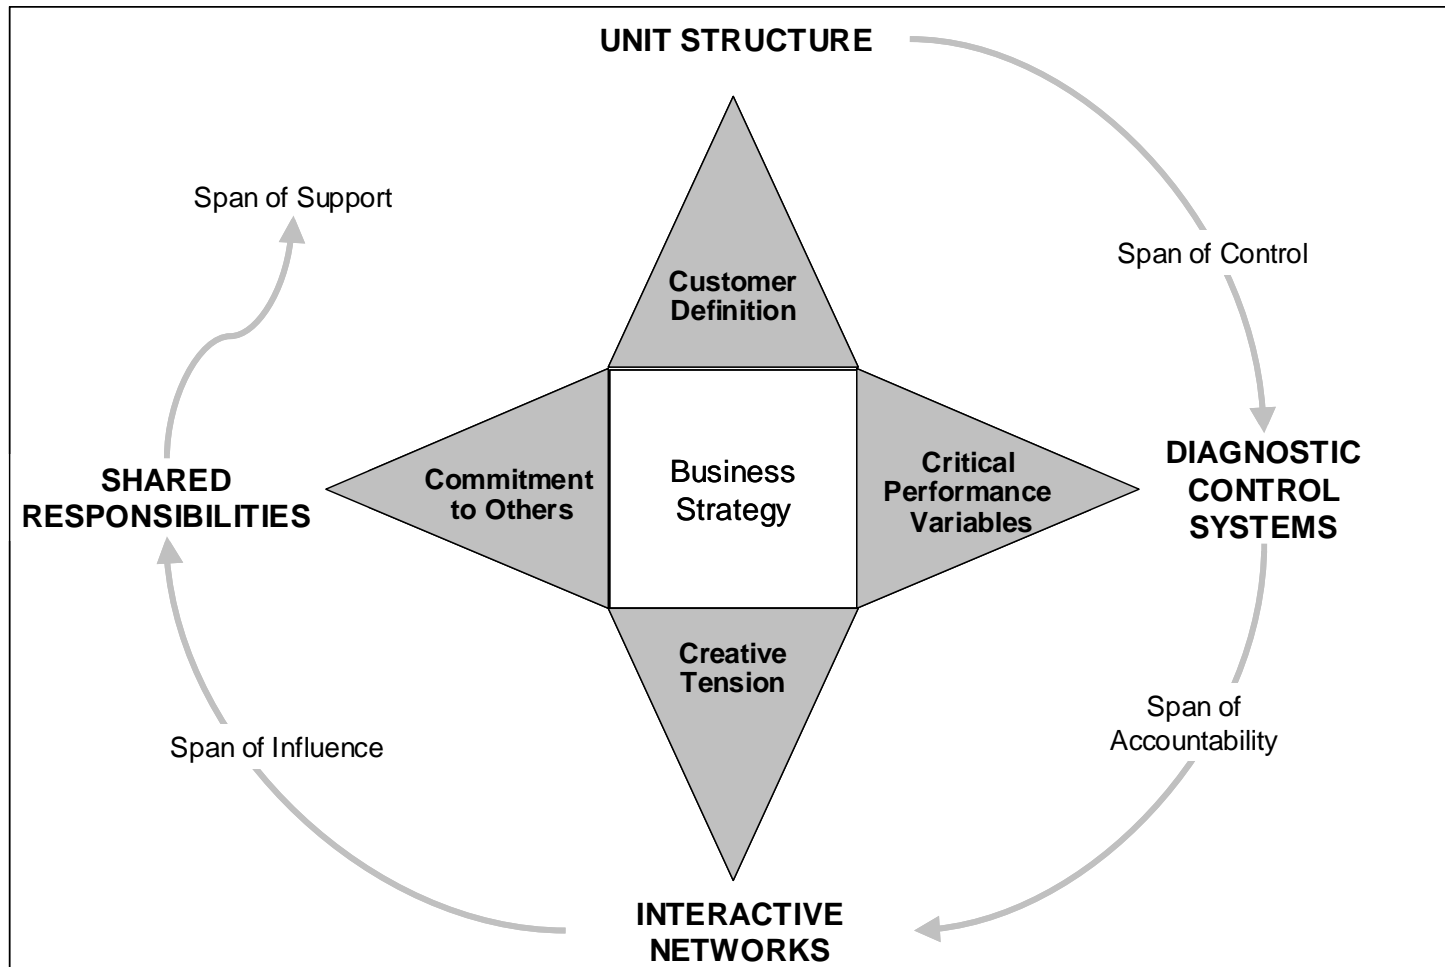 UNIT STRUCTURE
Span of Support
Span of Control
Customer
Definition
SHARED
RESPONSIBILITIES
Commitment
to Others
Business
Strategy
Critical
Performance
Variables
DIAGNOSTIC
CONTROL
SYSTEMS
Creative
Tension
Span of Influence
Span of
Accountability
INTERACTIVE
NETWORKS